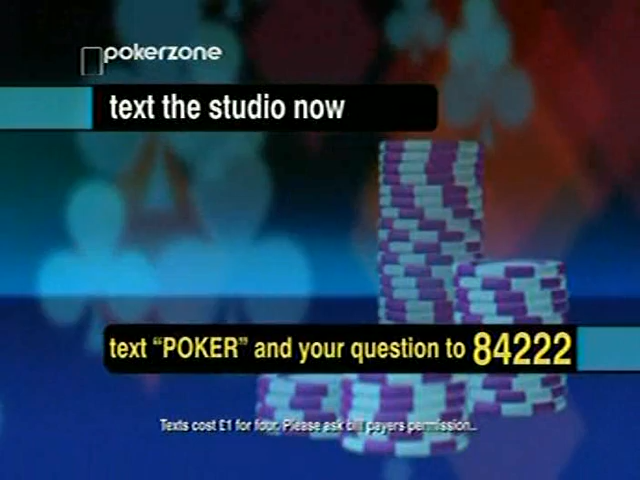 pokerzone
text the studio now
text “POKER” and your question to 84222
Texts cost £1 for four. Please ask bill payers permission..